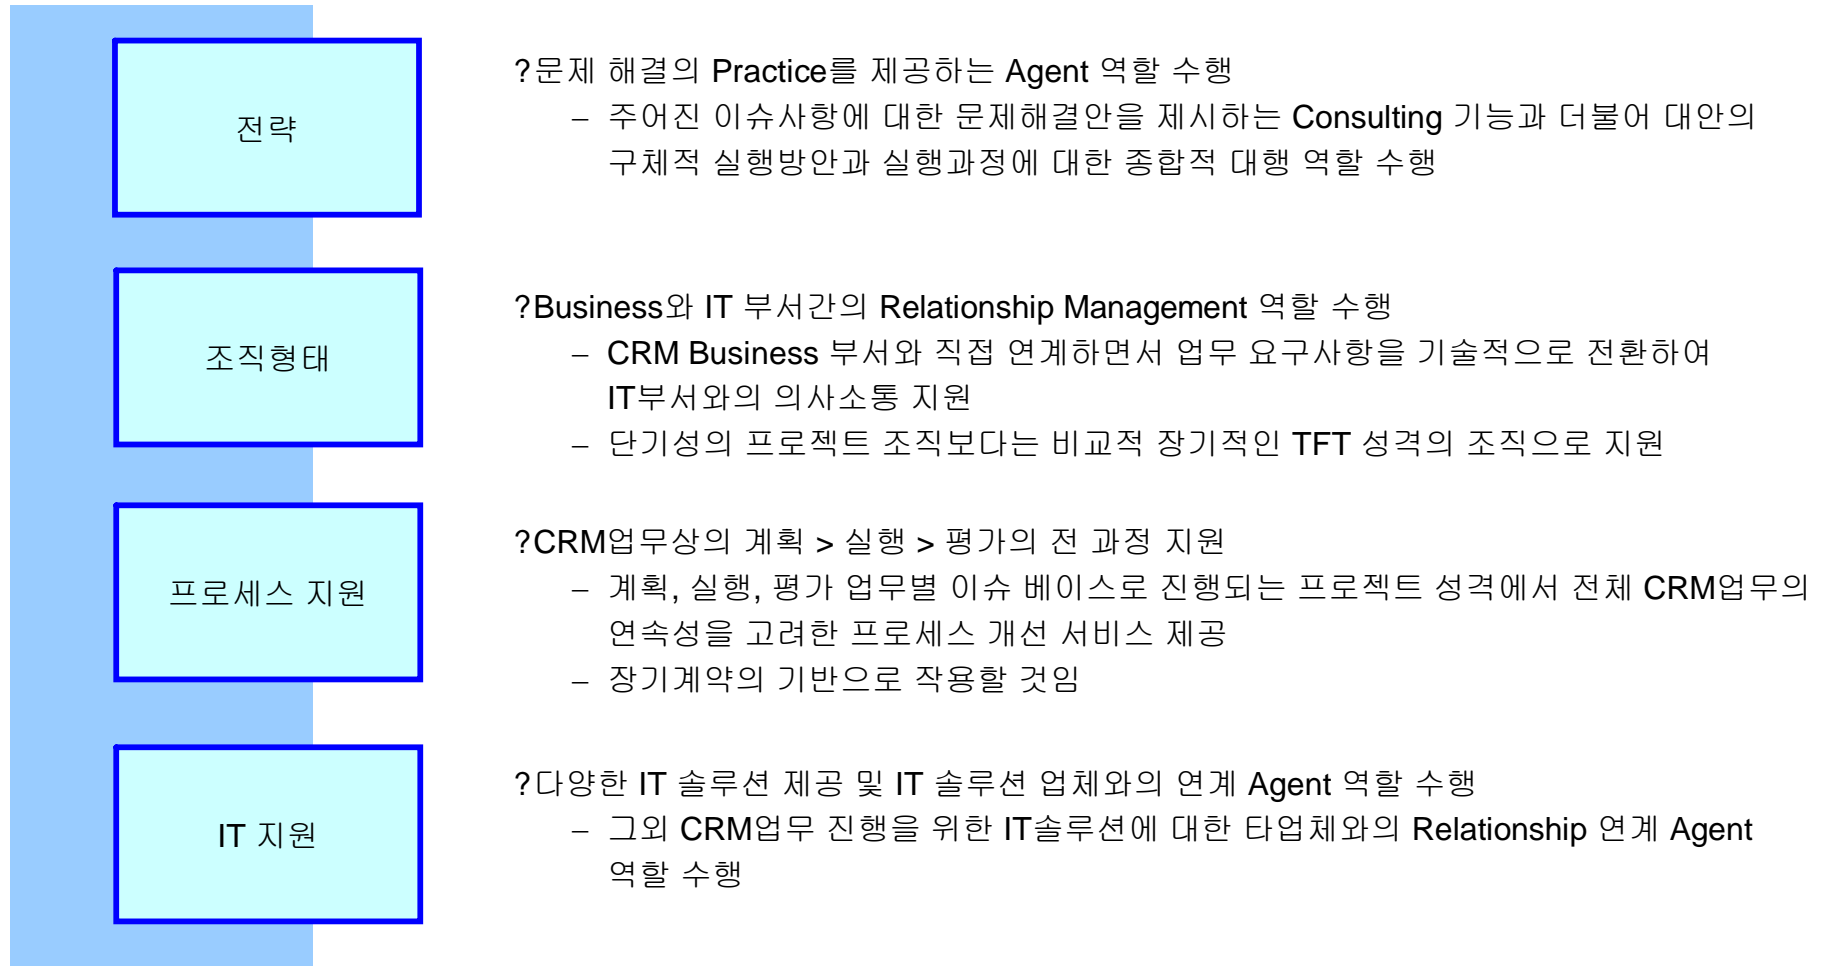 전략
?문제 해결의 Practice를 제공하는 Agent 역할 수행
– 주어진 이슈사항에 대한 문제해결안을 제시하는 Consulting 기능과 더불어 대안의
구체적 실행방안과 실행과정에 대한 종합적 대행 역할 수행
조직형태
?Business와 IT 부서간의 Relationship Management 역할 수행
– CRM Business 부서와 직접 연계하면서 업무 요구사항을 기술적으로 전환하여
IT부서와의 의사소통 지원
– 단기성의 프로젝트 조직보다는 비교적 장기적인 TFT 성격의 조직으로 지원
프로세스 지원
?CRM업무상의 계획 > 실행 > 평가의 전 과정 지원
– 계획, 실행, 평가 업무별 이슈 베이스로 진행되는 프로젝트 성격에서 전체 CRM업무의
연속성을 고려한 프로세스 개선 서비스 제공
– 장기계약의 기반으로 작용할 것임
IT 지원
?다양한 IT 솔루션 제공 및 IT 솔루션 업체와의 연계 Agent 역할 수행
– 그외 CRM업무 진행을 위한 IT솔루션에 대한 타업체와의 Relationship 연계 Agent
역할 수행